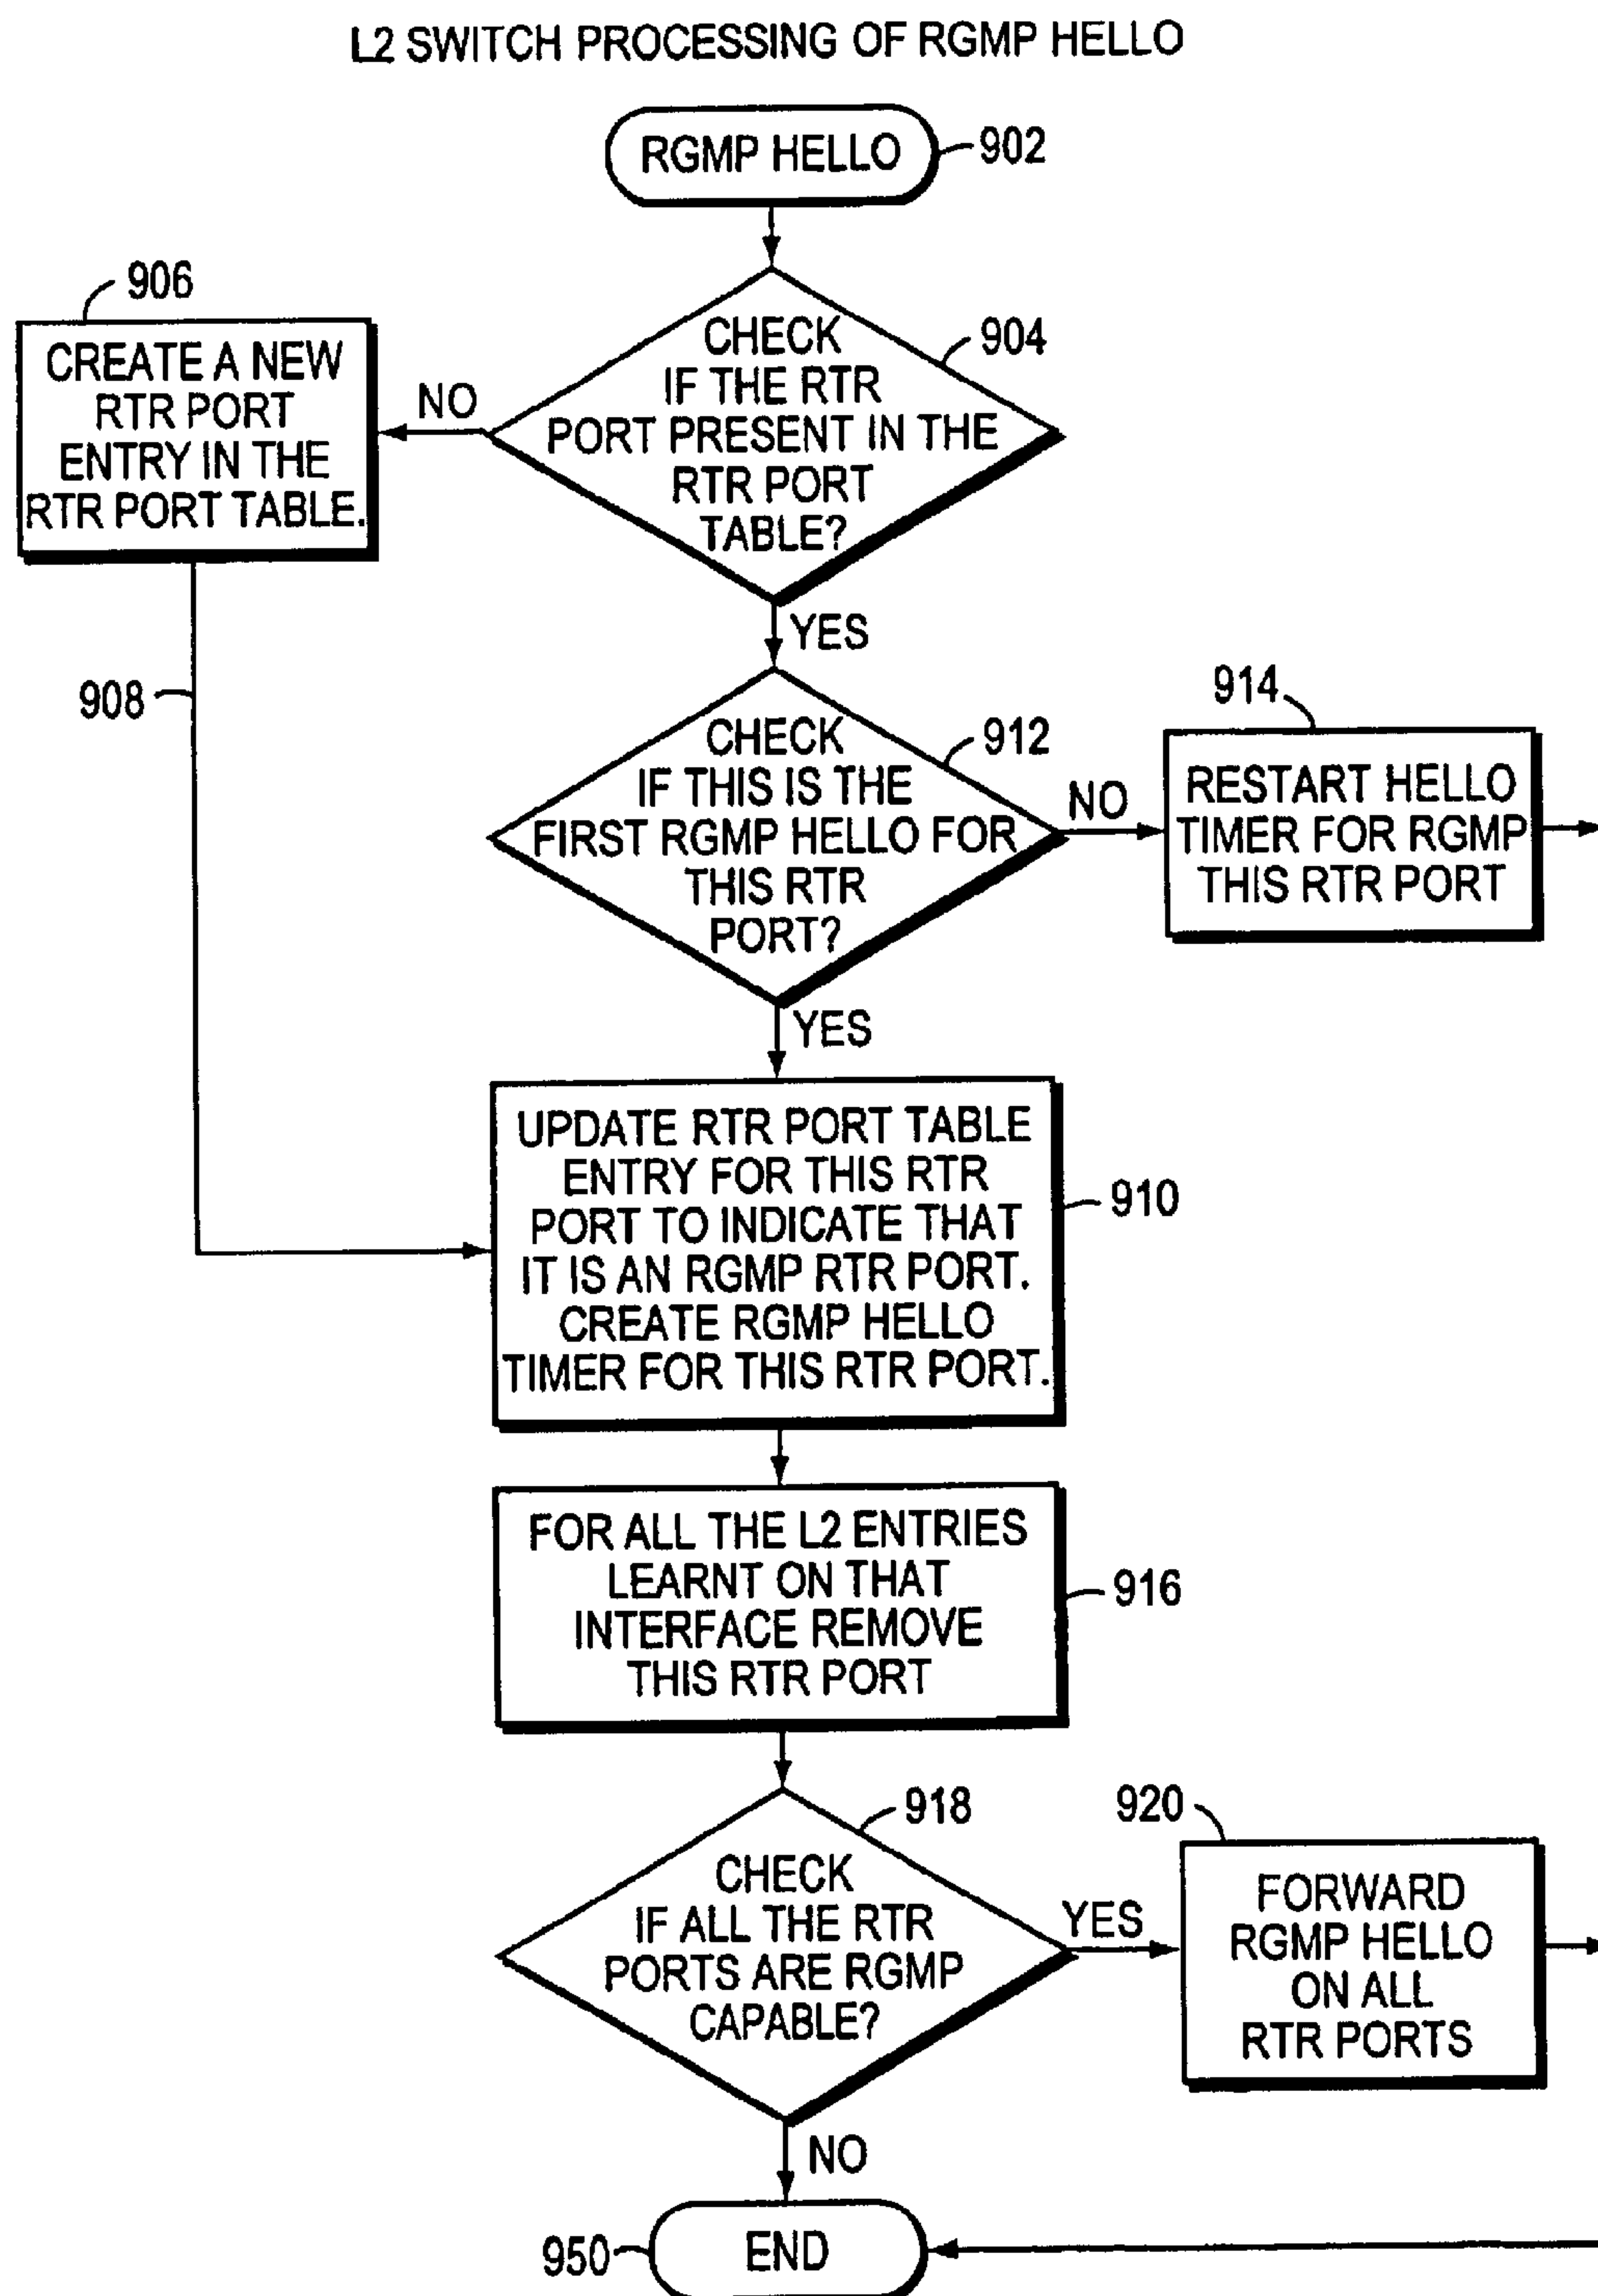 L2 SWITCH PROCESSING OF RGMP HELLO
RGMP HELLO
902
906
CREATE A NEW
RTR PORT
ENTRY IN THE
RTR PORT TABLE.
NO
CHECK
IF THE RTR
PORT PRESENT IN THE
RTR PORT
TABLE?
904
YES
908
CHECK
IF THIS IS THE
FIRST RGMP HELLO FOR
THIS RTR
PORT?
912
NO
914
RESTART HELLO
TIMER FOR RGMP
THIS RTR PORT
YES
UPDATE RTR PORT TABLE
ENTRY FOR THIS RTR
PORT TO INDICATE THAT
IT IS AN RGMP RTR PORT.
CREATE RGMP HELLO
TIMER FOR THIS RTR PORT.
910
FOR ALL THE L2 ENTRIES
LEARNT ON THAT
INTERFACE REMOVE
THIS RTR PORT
916
CHECK
IF ALL THE RTR
PORTS ARE RGMP
CAPABLE?
918
YES
920
FORWARD
RGMP HELLO
ON ALL
RTR PORTS
NO
950
END